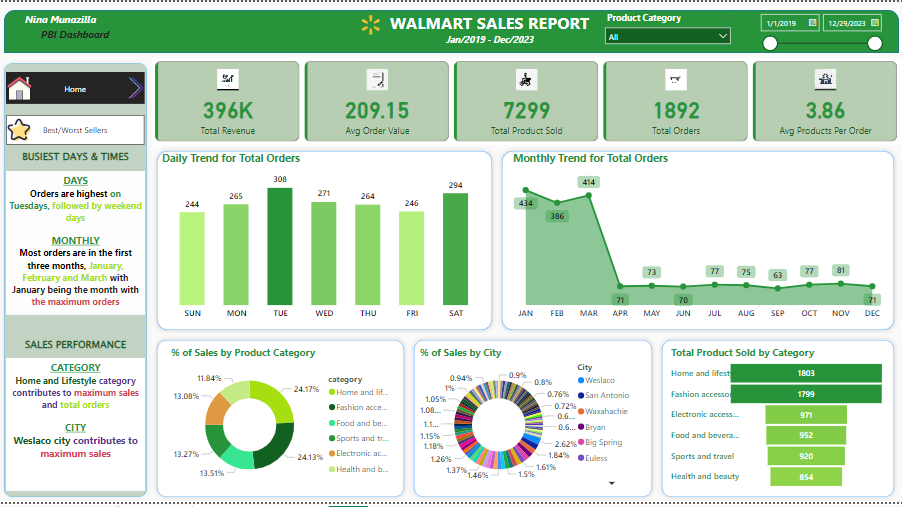 Nina Munazilla
PBI Dashboard
WALMART SALES REPORT
Jan/2019 - Dec/2023
Product Category
All
1/1/2019
12/29/2023
Home
Best/Worst Sellers
BUSIEST DAYS & TIMES
DAYS
Orders are highest on
Tuesdays, followed by weekend
days
MONTHLY
Most orders are in the first
three months, January,
February and March with
January being the month with
the maximum orders
SALES PERFORMANCE
CATEGORY
Home and Lifestyle category
contributes to maximum sales
and total orders
CITY
Weslaco city contributes to
maximum sales
396K
Total Revenue
209.15
Avg Order Value
7299
Total Product Sold
1892
Total Orders
3.86
Avg Products Per Order
Daily Trend for Total Orders
244
265
308
271
264
246
294
SUN
MON
TUE
WED
THU
FRI
SAT
Monthly Trend for Total Orders
434
386
414
71
73
70
77
75
63
77
81
71
JAN
FEB
MAR
APR
MAY
JUN
JUL
AUG
SEP
OCT
NOV
DEC
% of Sales by Product Category
11.84%
13.08%
13.27%
13.51%
24.13%
24.17%
category
Home and lif...
Fashion acce...
Food and be...
Sports and tr...
Electronic ac...
Health and b...
% of Sales by City
0.94%
1%
1.05%
1.08...
1.1...
1.15%
1.18%
1.26%
1.37%
1.46%
1.5%
1.61%
1.84%
2.62%
0.6...
0.6...
0.72%
0.76%
0.8%
0.9%
City
Weslaco
San Antonio
Waxahachie
Bryan
Big Spring
Euless
Total Product Sold by Category
Home and lifest
1803
Fashion accesso
1799
Electronic access...
971
Food and bevera...
952
Sports and travel
920
Health and beauty
854